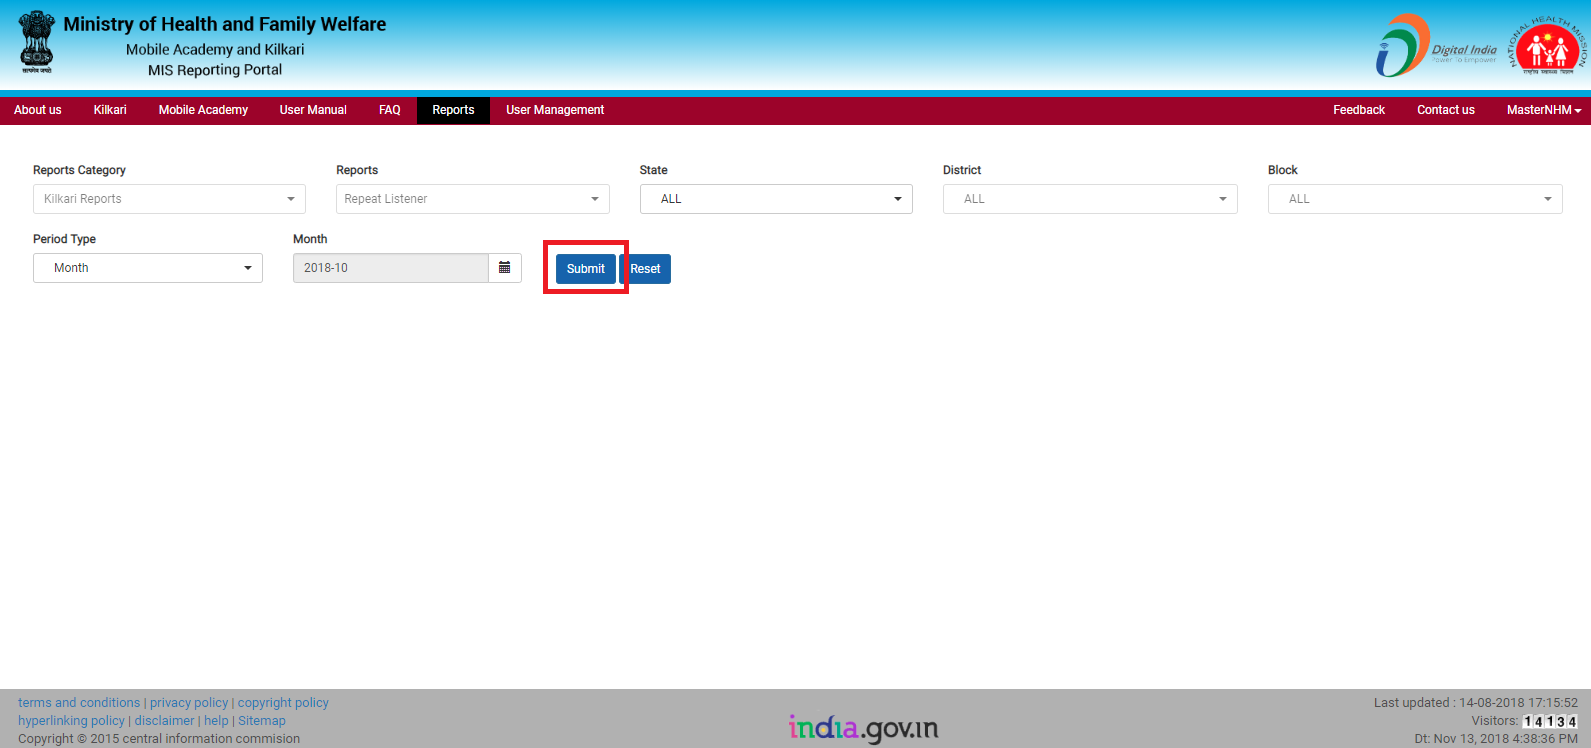 Ministry of Health and Family Welfare
Mobile Academy and Kilkari
MIS Reporting Portal
सत्यमेव जयते
Digital India
Power To Empower
NATIONAL HEALTH MISSION
राष्ट्रीय स्वास्थ्य मिशन
About us Kilkari Mobile Academy User Manual FAQ Reports User Management Feedback Contact us MasterNHM
Reports Category Reports State District Block
Kilkari Reports Repeat Listener ALL ALL ALL
Period Type Month
Month 2018-10 Submit Reset
terms and conditions | privacy policy | copyright policy
hyperlinking policy | disclaimer | help | Sitemap
Copyright © 2015 central information commision
india.gov.in
Last updated : 14-08-2018 17:15:52
Visitors: 14134
Dt: Nov 13, 2018 4:38:36 PM